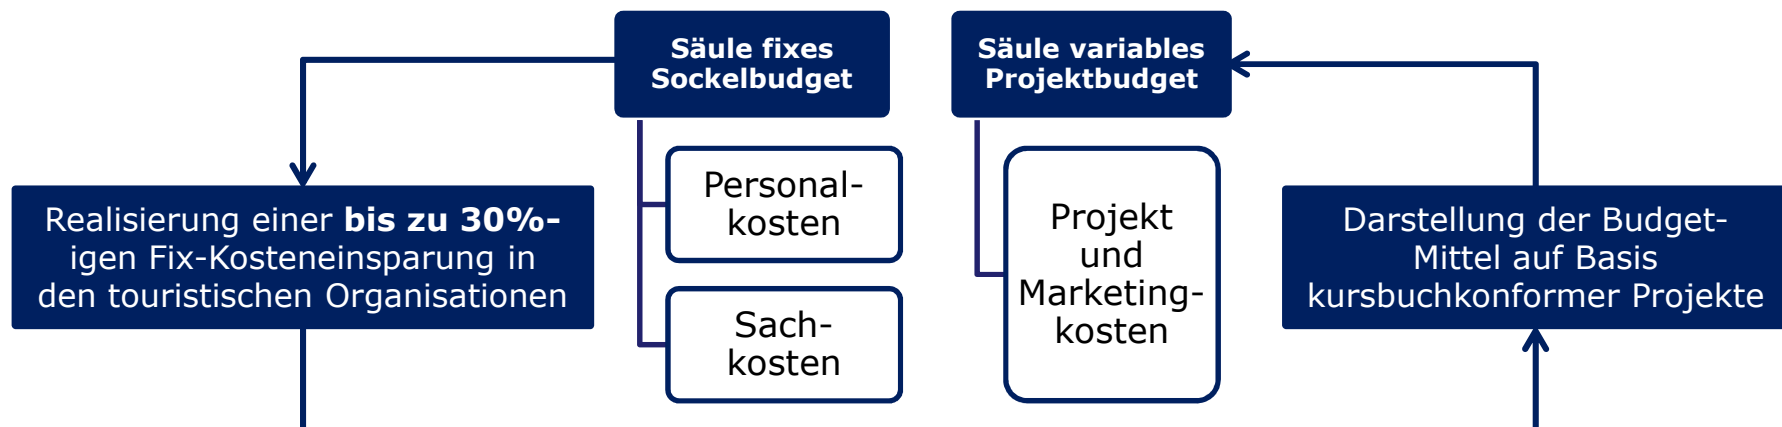 Säule fixes
Sockelbudget
Säule variables
Projektbudget
Realisierung einer bis zu 30%-
igen Fix-Kosteneinsparung in
den touristischen Organisationen
Personal-
kosten
Sach-
kosten
Projekt
und
Marketing-
kosten
Darstellung der Budget-
Mittel auf Basis
kursbuchkonformer Projekte